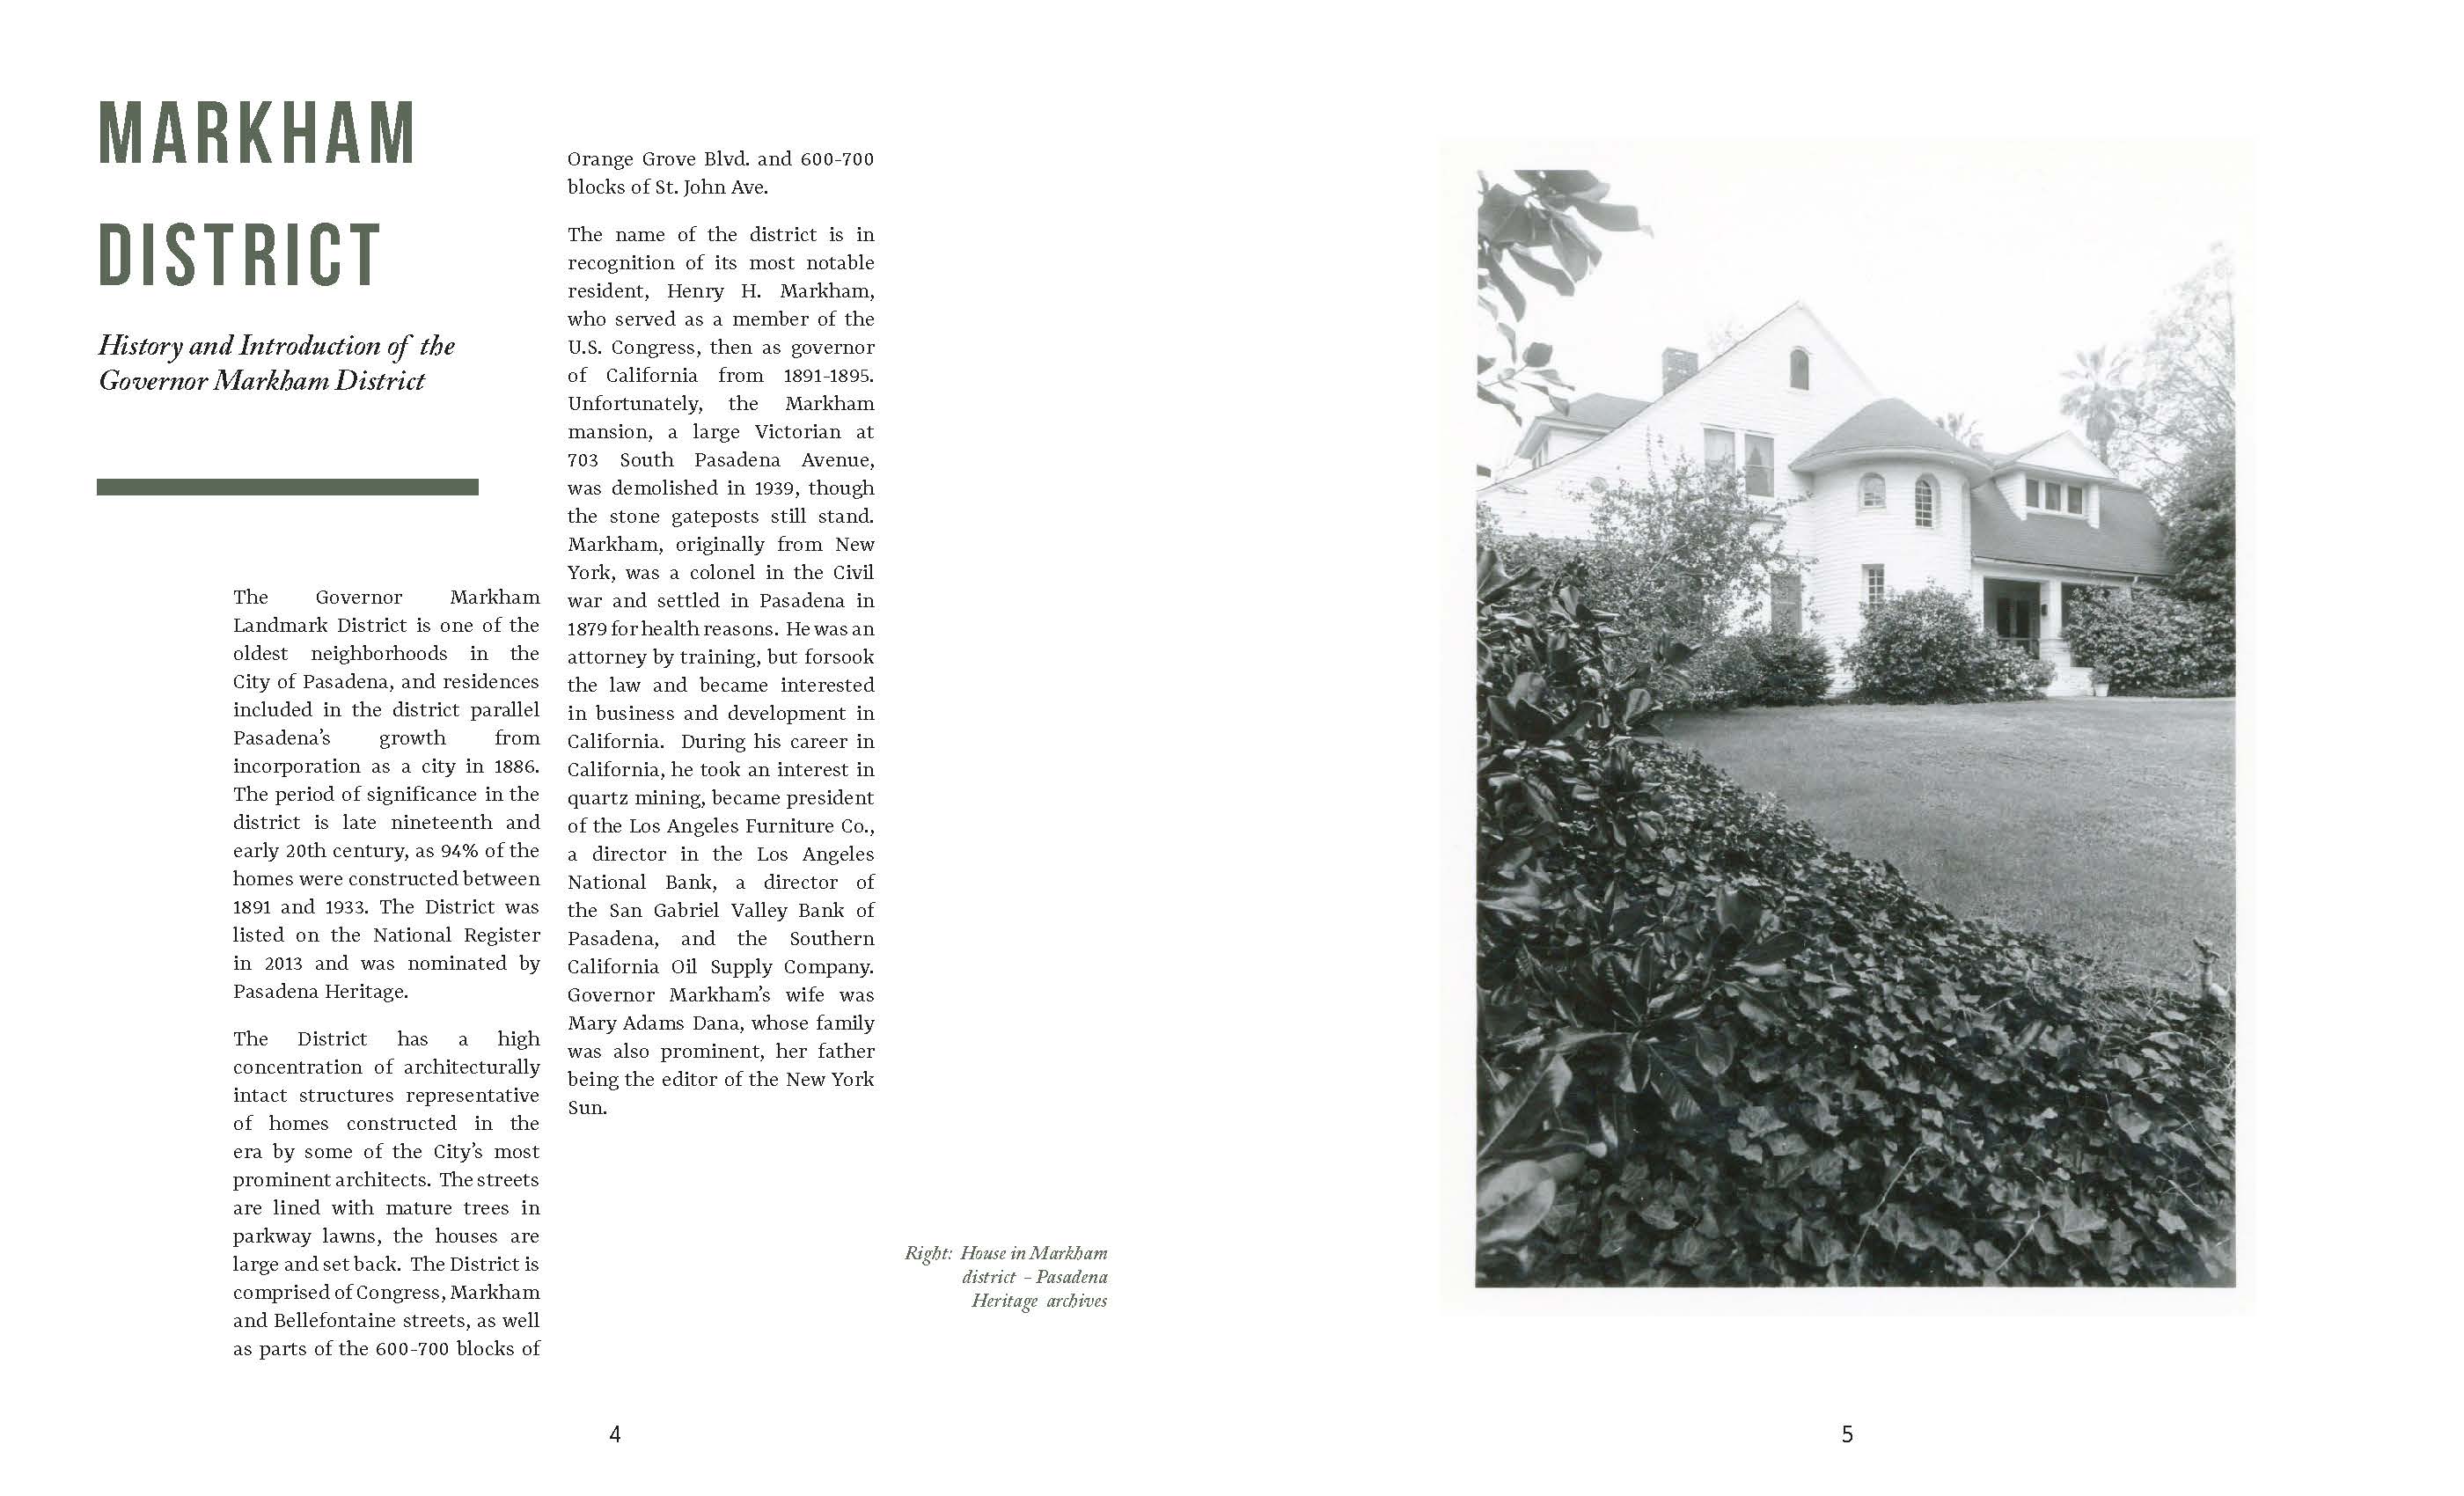 MARKHAM
DISTRICT
History and Introduction of the
Governor Markham District
The Governor Markham
Landmark District is one of the
oldest neighborhoods in the
City of Pasadena, and residences
included in the district parallel
Pasadena's growth from
incorporation as a city in 1886.
The period of significance in the
district is late nineteenth and
early 20th century, as 94% of the
homes were constructed between
1891 and 1933. The District was
listed on the National Register
in 2013 and was nominated by
Pasadena Heritage.
The District has a high
concentration of architecturally
intact structures representative
of homes constructed in the
era by some of the City's most
prominent architects. The streets
are lined with mature trees in
parkway lawns, the houses are
large and set back. The District is
comprised of Congress, Markham
and Bellefontaine streets, as well
as parts of the 600-700 blocks of
Orange Grove Blvd. and 600-700
blocks of St. John Ave.
The name of the district is in
recognition of its most notable
resident, Henry H. Markham,
who served as a member of the
U.S. Congress, then as governor
of California from 1891-1895.
Unfortunately, the Markham
mansion, a large Victorian at
703 South Pasadena Avenue,
was demolished in 1939, though
the stone gateposts still stand.
Markham, originally from New
York, was a colonel in the Civil
war and settled in Pasadena in
1879 for health reasons. He was an
attorney by training, but forsook
the law and became interested
in business and development in
California. During his career in
California, he took an interest in
quartz mining, became president
of the Los Angeles Furniture Co.,
a director in the Los Angeles
National Bank, a director of
the San Gabriel Valley Bank of
Pasadena, and the Southern
California Oil Supply Company.
Governor Markham's wife was
Mary Adams Dana, whose family
was also prominent, her father
being the editor of the New York
Sun.
Right: House in Markham
district - Pasadena
Heritage archives
4
5